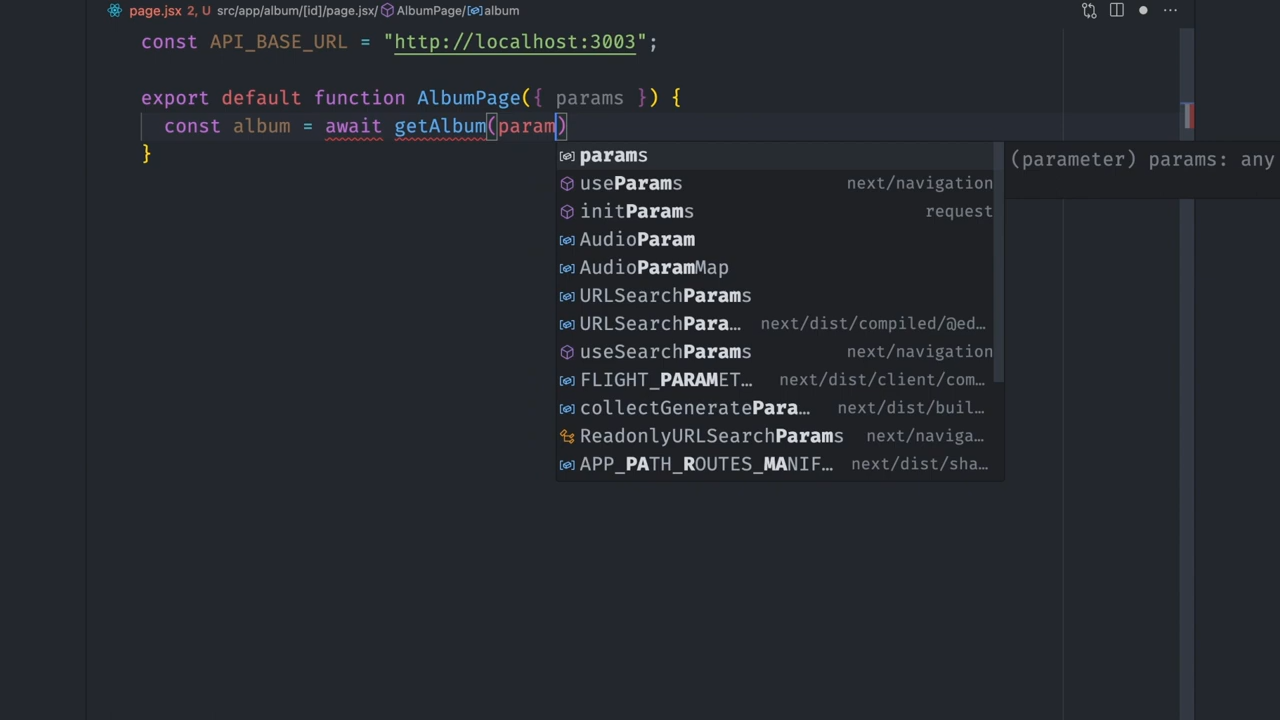 page.jsx 2, U src/app/album/[id]/page.jsx/ AlbumPage/ album
const API_BASE_URL = "http://localhost:3003";
export default function AlbumPage({ params }) {
const album = await getAlbum(param)
}
params
(parameter) params: any
useParams next/navigation
initParams request
AudioParam
AudioParamMap
URLSearchParams
URLSearchPara… next/dist/compiled/@ed…
useSearchParams next/navigation
FLIGHT_PARAMET… next/dist/client/com…
collectGeneratePara… next/dist/buil…
ReadonlyURLSearchParams next/naviga…
APP_PATH_ROUTES_MANIF… next/dist/sha…